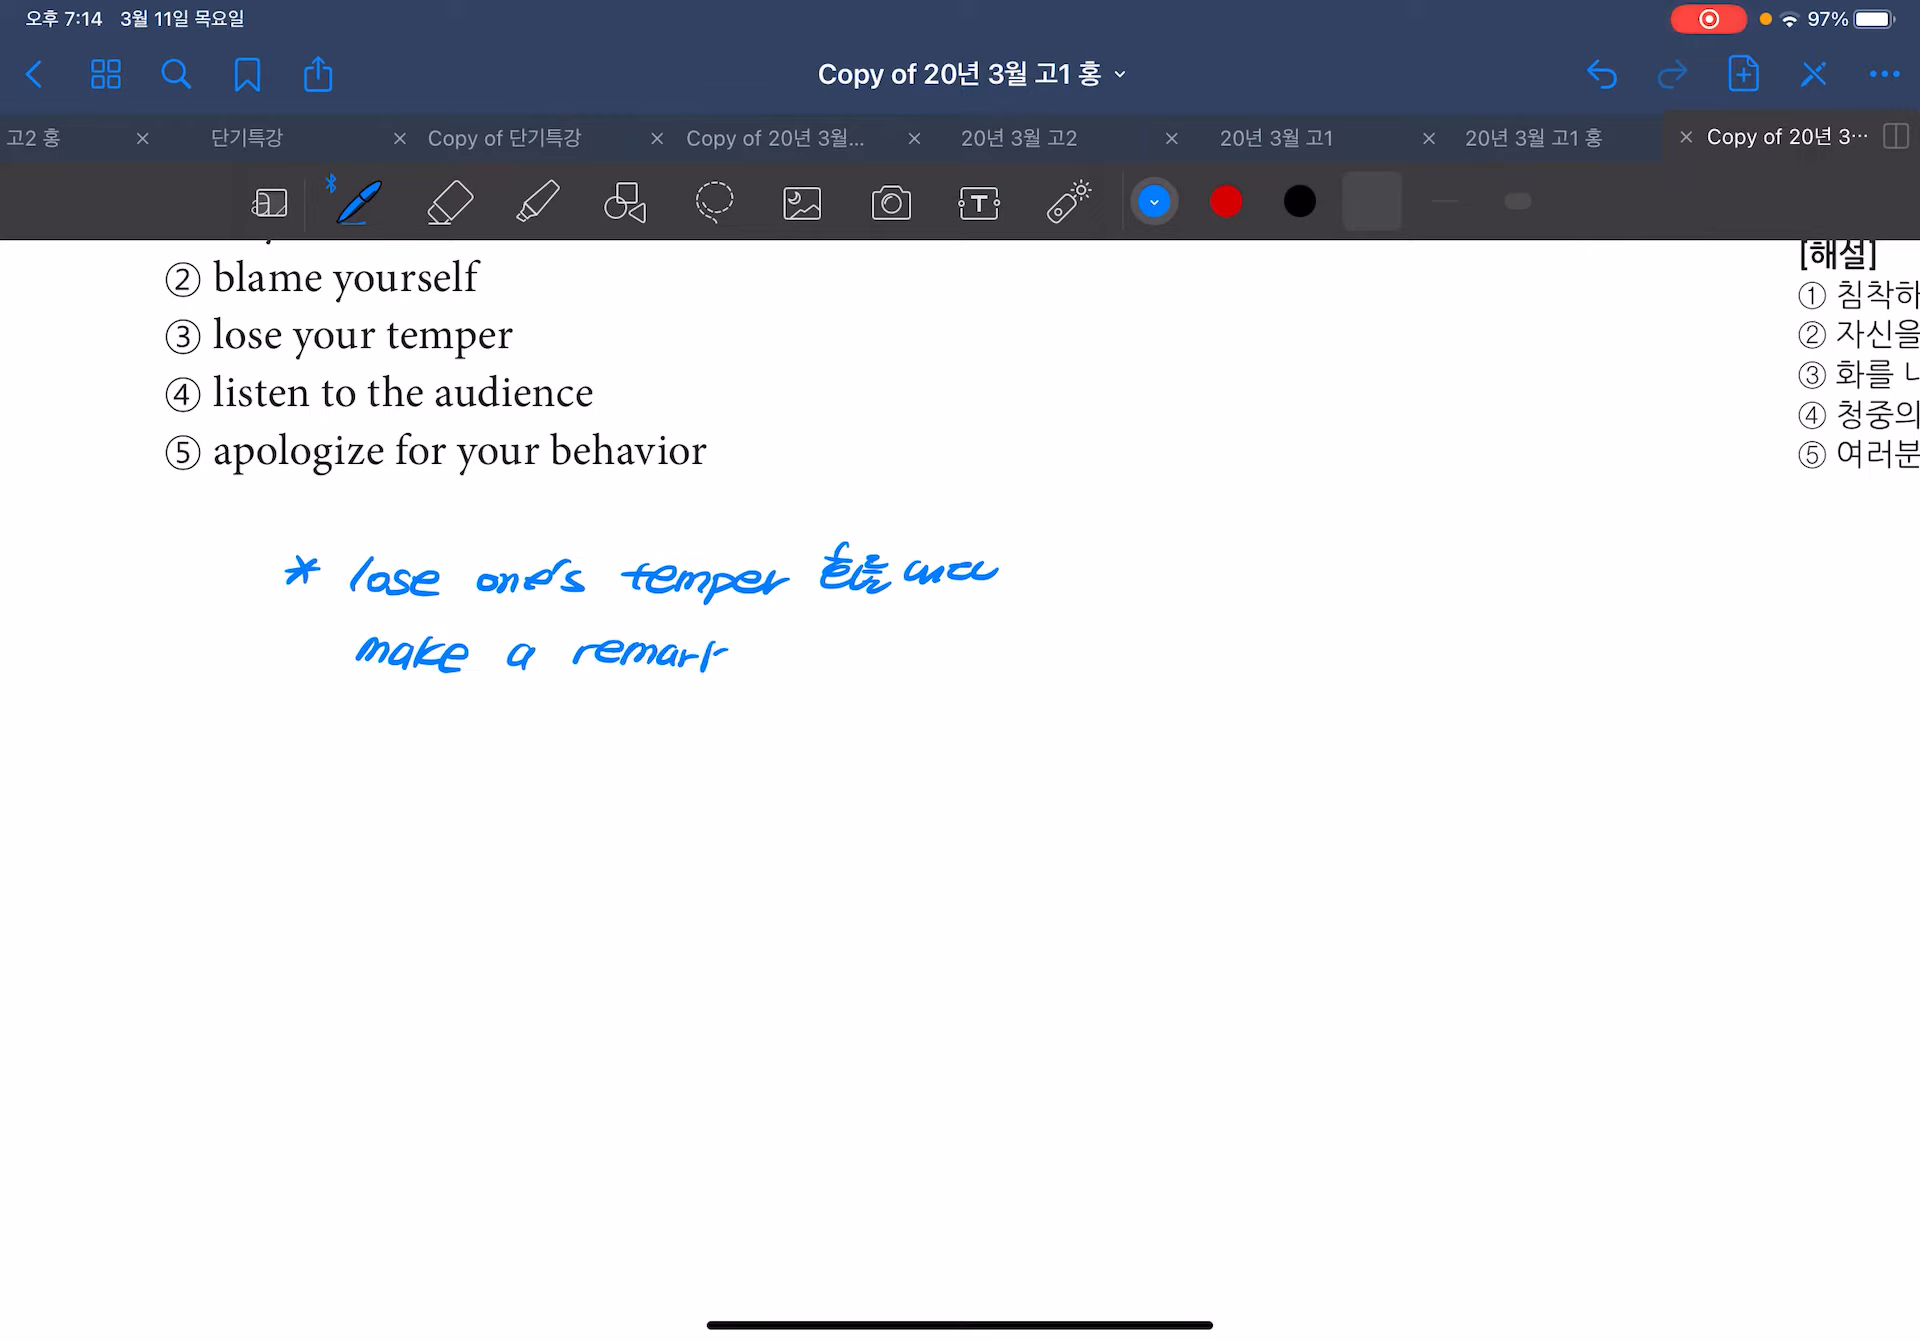 오후 7:14 3월 11일 목요일 97%
Copy of 20년 3월 고1 홍
고2 홍 단기특강 Copy of 단기특강 Copy of 20년 3월... 20년 3월 고2 20년 3월 고1 20년 3월 고1 홍 Copy of 20년 3...
② blame yourself
③ lose your temper
④ listen to the audience
⑤ apologize for your behavior
[해설]
① 침착하
② 자신을
③ 화를 
④ 청중의
⑤ 여러분
* lose one's temper 화를 내다
make a remark